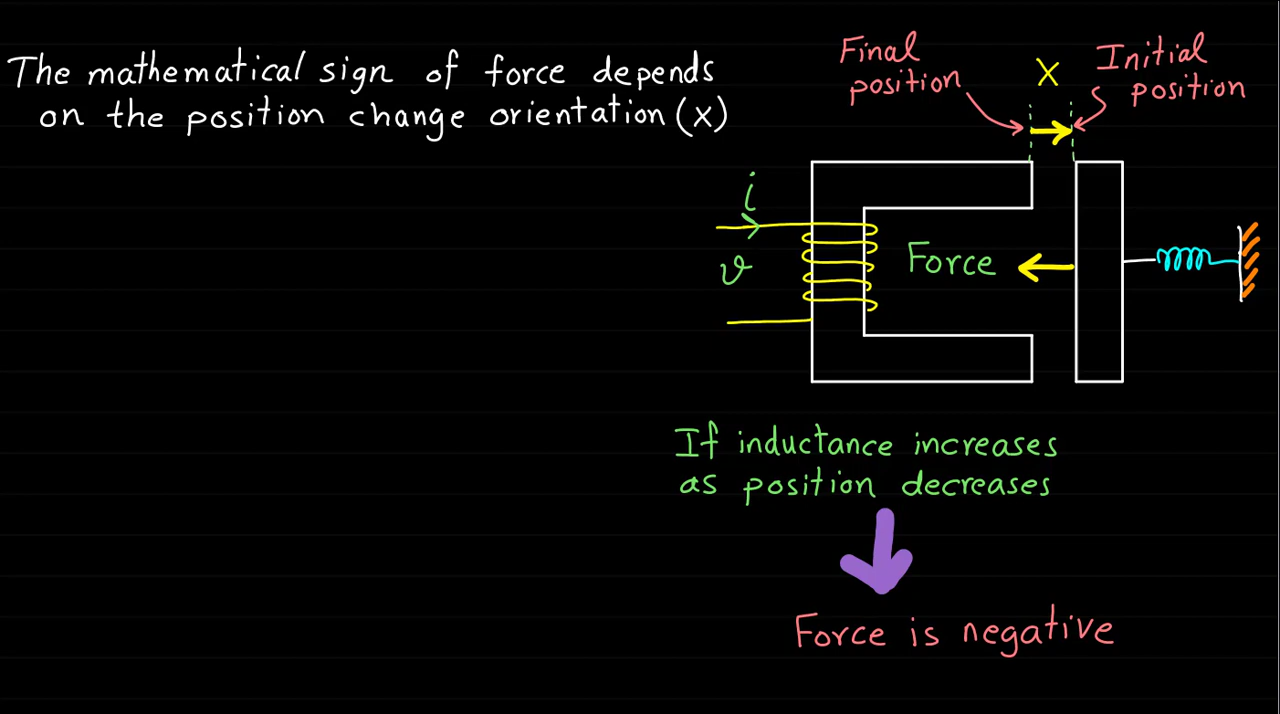 The mathematical sign of force depends
on the position change orientation (x)
Final
position
x
Initial
position
i
v
Force
If inductance increases
as position decreases
Force is negative